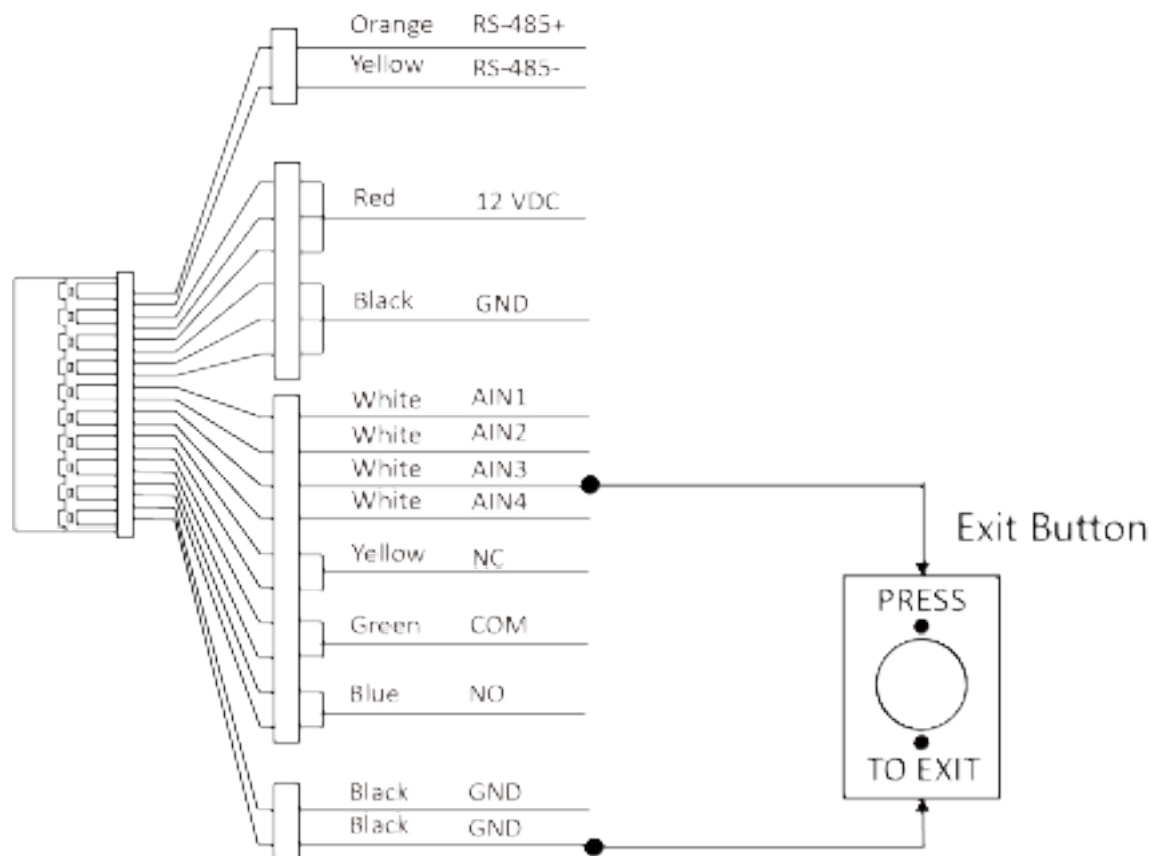 Orange RS-485+
Yellow RS-485-
Red 12 VDC
Black GND
White AIN1
White AIN2
White AIN3
White AIN4
Exit Button
Yellow NC
PRESS
Green COM
Blue NO
TO EXIT
Black GND
Black GND